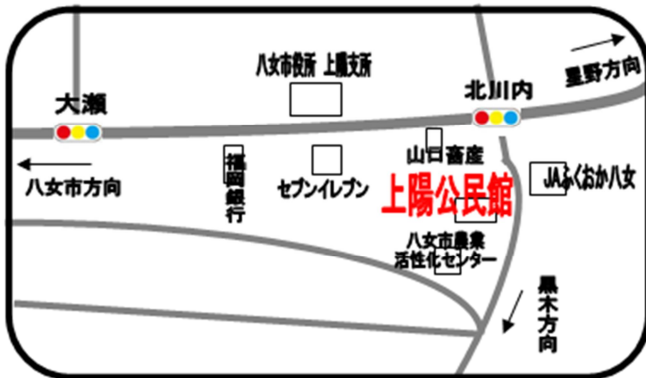 星野方向
八女市役所 上陽支所
北川内
大瀬
山口畜産
八女市方向
福岡銀行
セブンイレブン
JAふくおか八女
上陽公民館
八女市農業
活性化センター
黒木方向